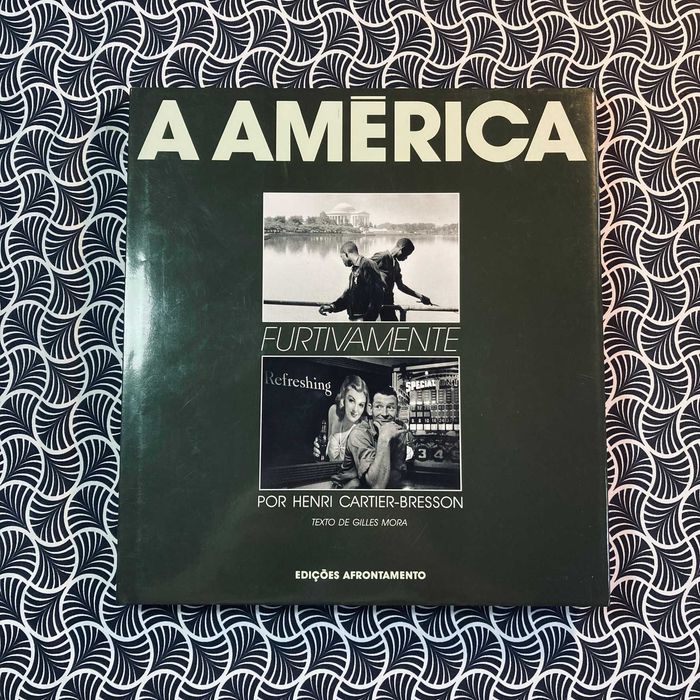 A AMÉRICA
FURTIVAMENTE
Refreshing
SPECIAL
3 4
POR HENRI CARTIER-BRESSON
TEXTO DE GILLES MORA
EDIÇÕES AFRONTAMENTO